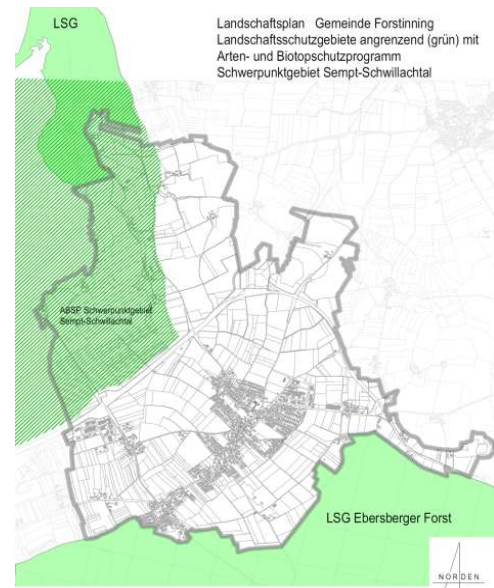 LSG
Landschaftsplan Gemeinde Forstinning
Landschaftsschutzgebiete angrenzend (grün) mit
Arten- und Biotopschutzprogramm
Schwerpunktgebiet Sempt-Schwillachtal
ABSP Schwerpunktgebiet
Sempt-Schwillachtal
LSG Ebersberger Forst
NORDEN